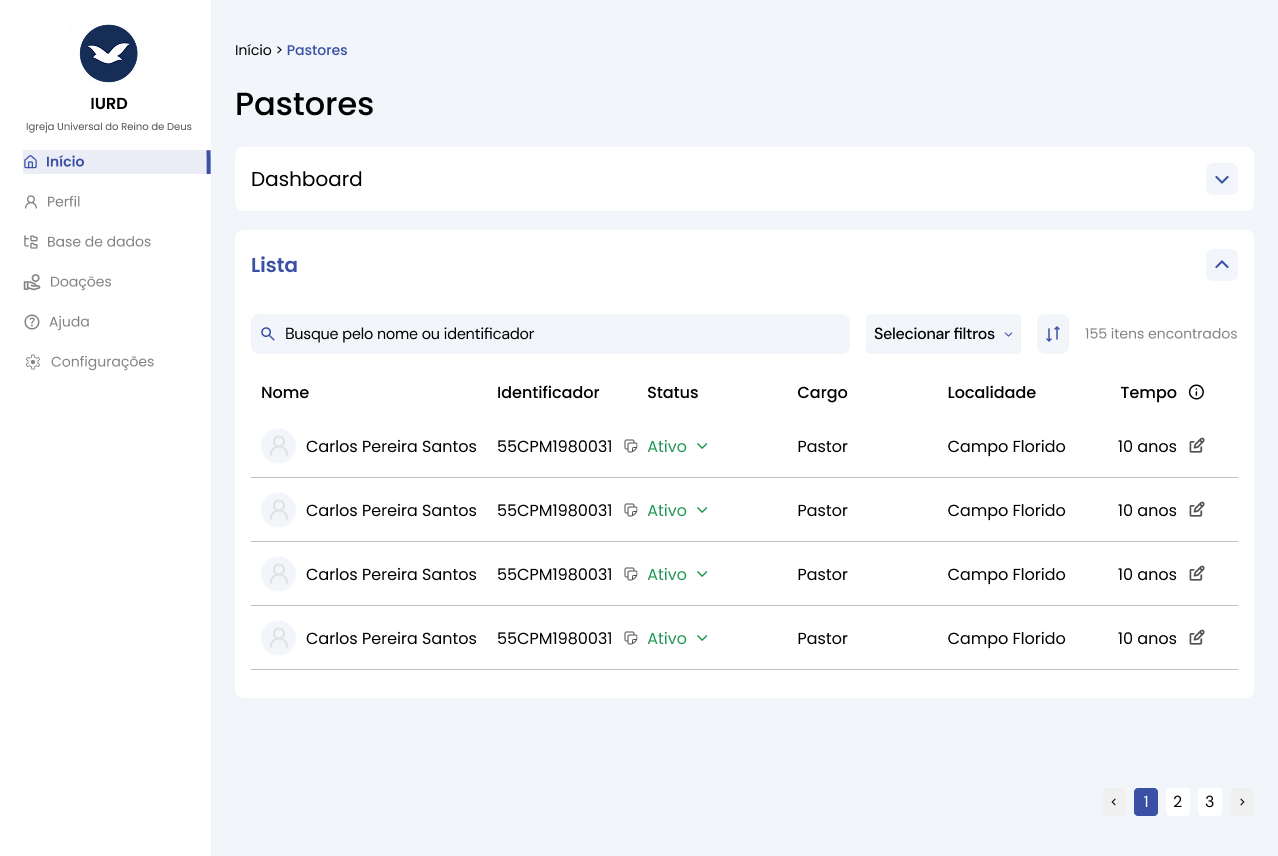 IURD
Igreja Universal do Reino de Deus
Início
Perfil
Base de dados
Doações
Ajuda
Configurações
Início > Pastores
Pastores
Dashboard
Lista
Busque pelo nome ou identificador
Selecionar filtros
155 itens encontrados
Nome Identificador Status Cargo Localidade Tempo
Carlos Pereira Santos 55CPM1980031 Ativo Pastor Campo Florido 10 anos
Carlos Pereira Santos 55CPM1980031 Ativo Pastor Campo Florido 10 anos
Carlos Pereira Santos 55CPM1980031 Ativo Pastor Campo Florido 10 anos
Carlos Pereira Santos 55CPM1980031 Ativo Pastor Campo Florido 10 anos
‹ 1 2 3 ›